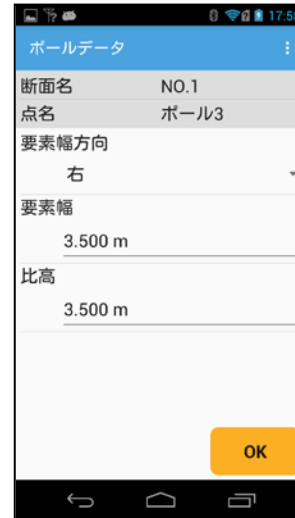 17:5
ポールデータ
断面名 NO.1
点名 ポール3
要素幅方向
右
要素幅
3.500 m
比高
3.500 m
OK